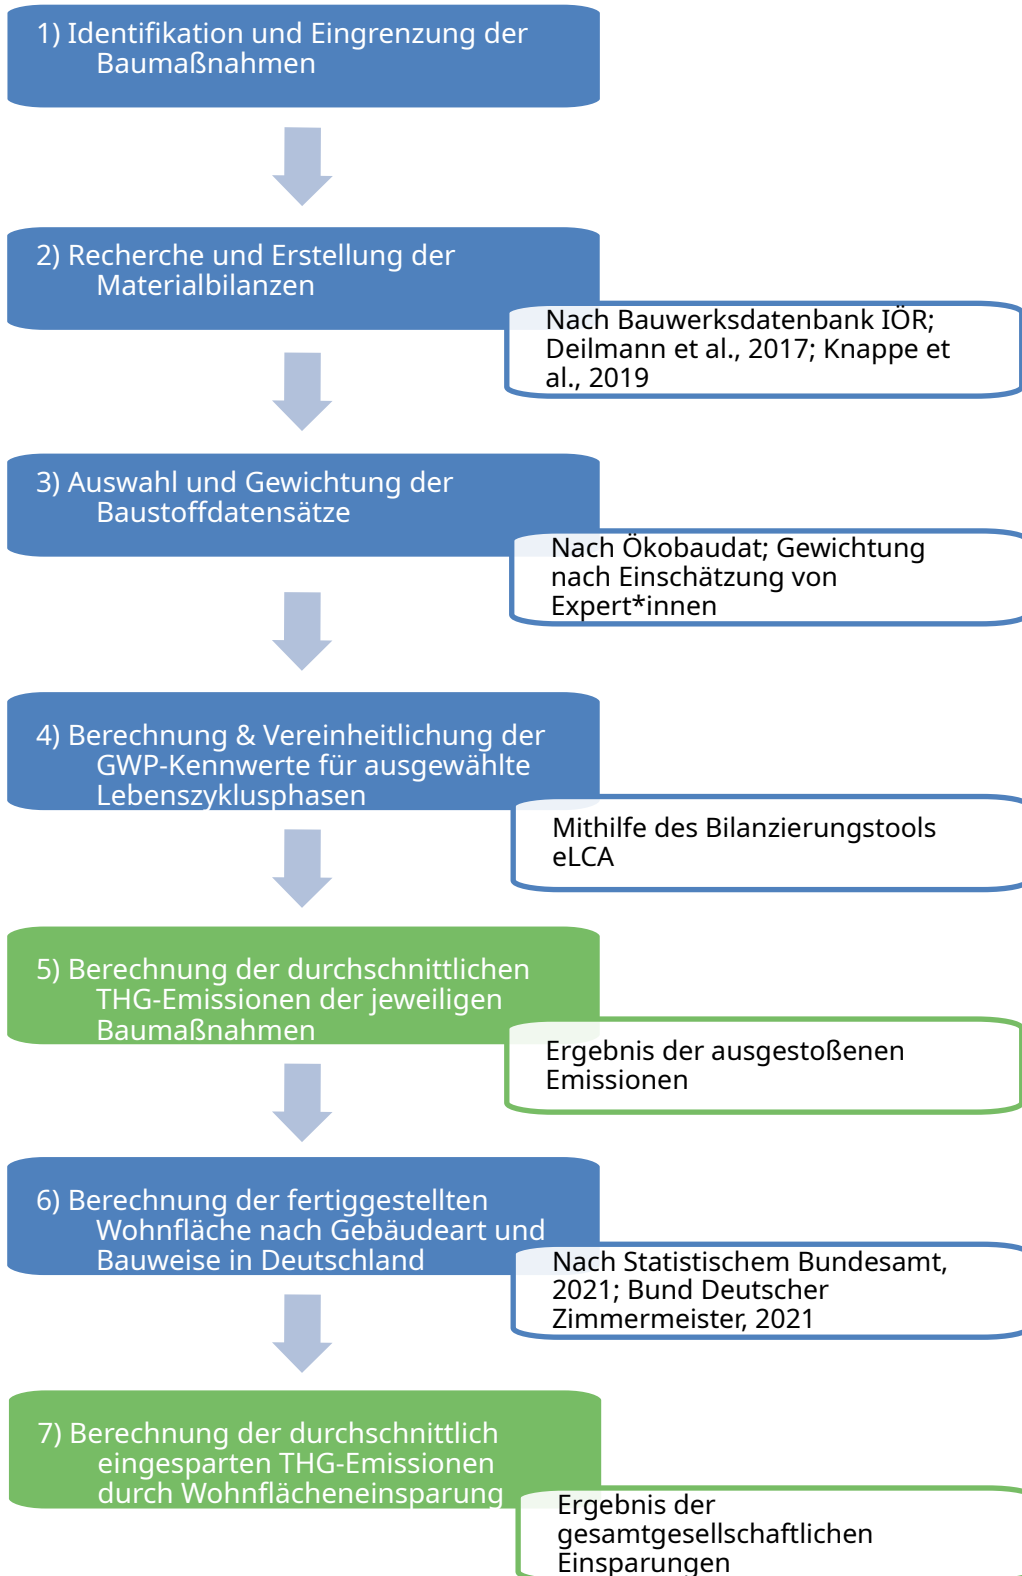 1) Identifikation und Eingrenzung der
Baumaßnahmen
2) Recherche und Erstellung der
Materialbilanzen
Nach Bauwerksdatenbank IÖR;
Deilmann et al., 2017; Knappe et
al., 2019
3) Auswahl und Gewichtung der
Baustoffdatensätze
Nach Ökobaudat; Gewichtung
nach Einschätzung von
Expert*innen
4) Berechnung & Vereinheitlichung der
GWP-Kennwerte für ausgewählte
Lebenszyklusphasen
Mithilfe des Bilanzierungstools
eLCA
5) Berechnung der durchschnittlichen
THG-Emissionen der jeweiligen
Baumaßnahmen
Ergebnis der ausgestoßenen
Emissionen
6) Berechnung der fertiggestellten
Wohnfläche nach Gebäudeart und
Bauweise in Deutschland
Nach Statistischem Bundesamt,
2021; Bund Deutscher
Zimmermeister, 2021
7) Berechnung der durchschnittlich
eingesparten THG-Emissionen
durch Wohnflächeneinsparung
Ergebnis der
gesamtgesellschaftlichen
Einsparungen